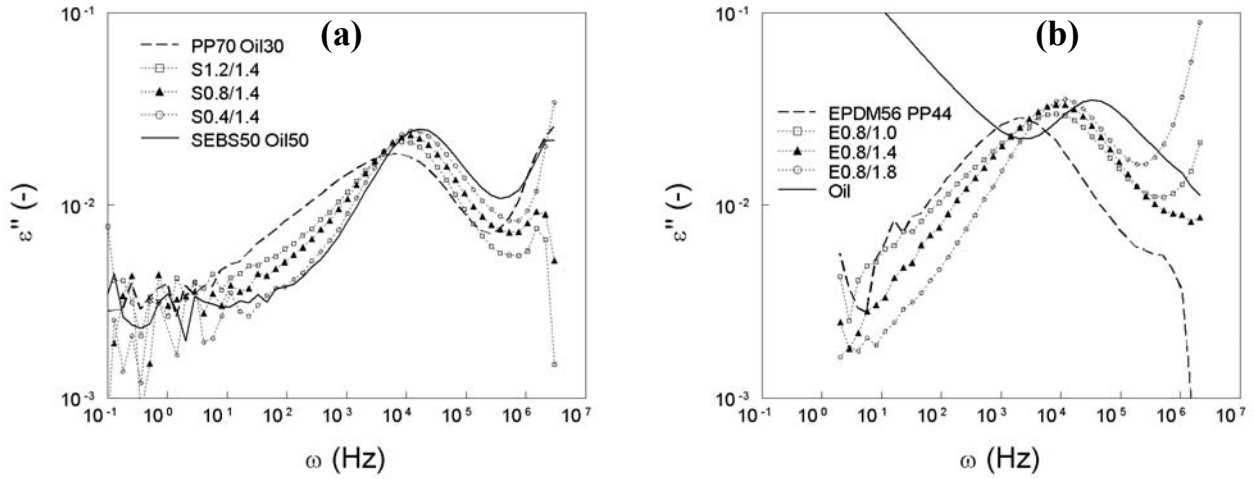 (a)
PP70 Oil30
S1.2/1.4
S0.8/1.4
S0.4/1.4
SEBS50 Oil50
10⁻¹
10⁻²
10⁻³
ε'' (-)
10⁻¹ 10⁰ 10¹ 10² 10³ 10⁴ 10⁵ 10⁶ 10⁷
ω (Hz)
(b)
EPDM56 PP44
E0.8/1.0
E0.8/1.4
E0.8/1.8
Oil
10⁻¹
10⁻²
10⁻³
ε'' (-)
10⁻¹ 10⁰ 10¹ 10² 10³ 10⁴ 10⁵ 10⁶ 10⁷
ω (Hz)